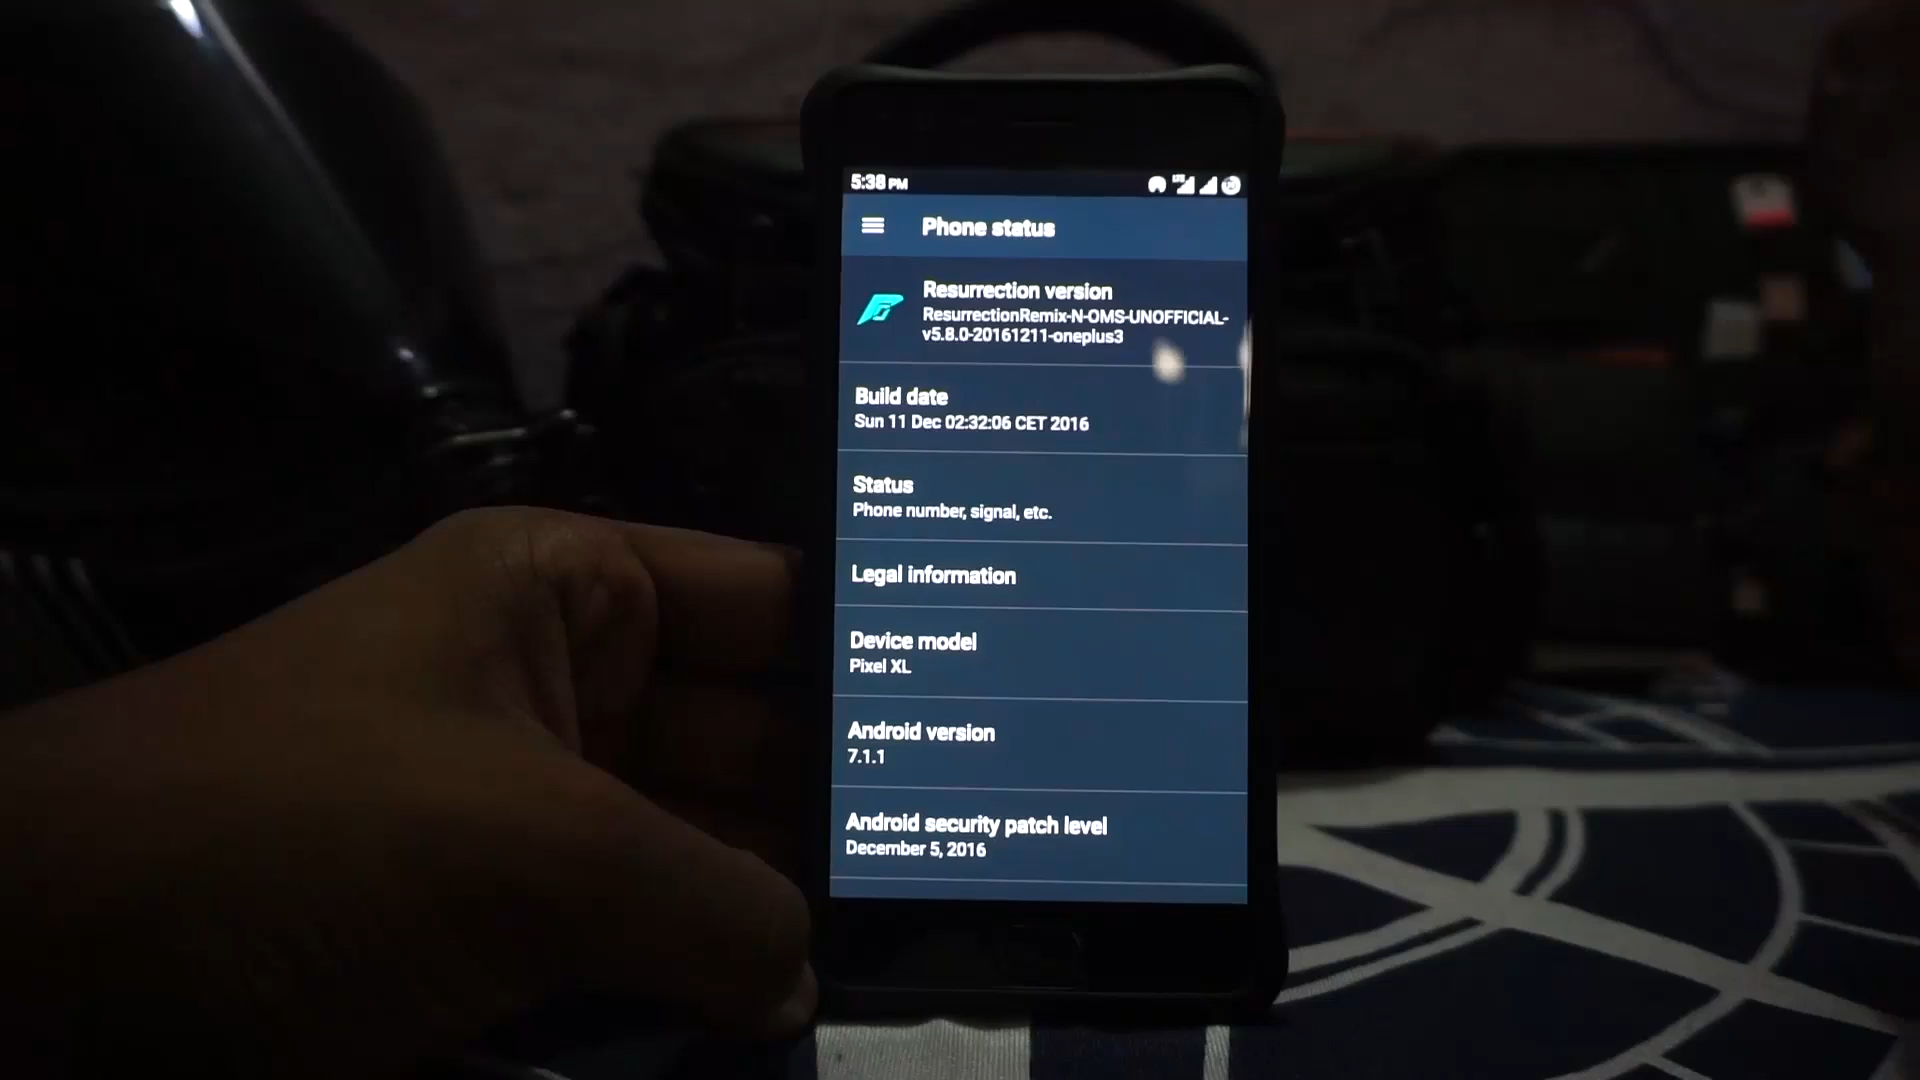 5:38 PM
Phone status
Resurrection version
ResurrectionRemix-N-OMS-UNOFFICIAL-
v5.8.0-20161211-oneplus3
Build date
Sun 11 Dec 02:32:06 CET 2016
Status
Phone number, signal, etc.
Legal information
Device model
Pixel XL
Android version
7.1.1
Android security patch level
December 5, 2016